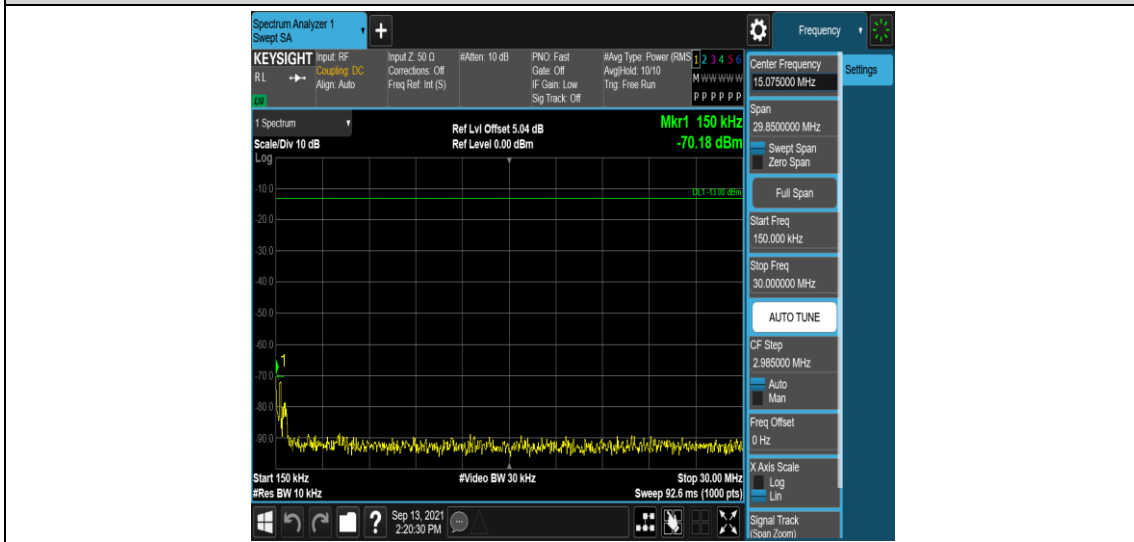 Spectrum Analyzer 1
Swept SA
+
Frequency
KEYSIGHT
RL
LXI
Input: RF
Coupling: DC
Align: Auto
Input Z: 50 Ω
Corrections: Off
Freq Ref: Int (S)
#Atten: 10 dB
PNO: Fast
Gate: Off
IF Gain: Low
Sig Track: Off
#Avg Type: Power (RMS
Avg|Hold: 10/10
Trig: Free Run
1 2 3 4 5 6
M W W W W W
P P P P P P
1 Spectrum
Scale/Div 10 dB
Log
Ref Lvl Offset 5.04 dB
Ref Level 0.00 dBm
Mkr1 150 kHz
-70.18 dBm
DL1 -13.00 dBm
-10.0
-20.0
-30.0
-40.0
-50.0
-60.0
-70.0
-80.0
-90.0
1
Start 150 kHz
#Res BW 10 kHz
#Video BW 30 kHz
Stop 30.00 MHz
Sweep 92.6 ms (1000 pts)
?
Sep 13, 2021
2:20:30 PM
Center Frequency
15.075000 MHz
Settings
Span
29.8500000 MHz
Swept Span
Zero Span
Full Span
Start Freq
150.000 kHz
Stop Freq
30.000000 MHz
AUTO TUNE
CF Step
2.985000 MHz
Auto
Man
Freq Offset
0 Hz
X Axis Scale
Log
Lin
Signal Track
(Span Zoom)